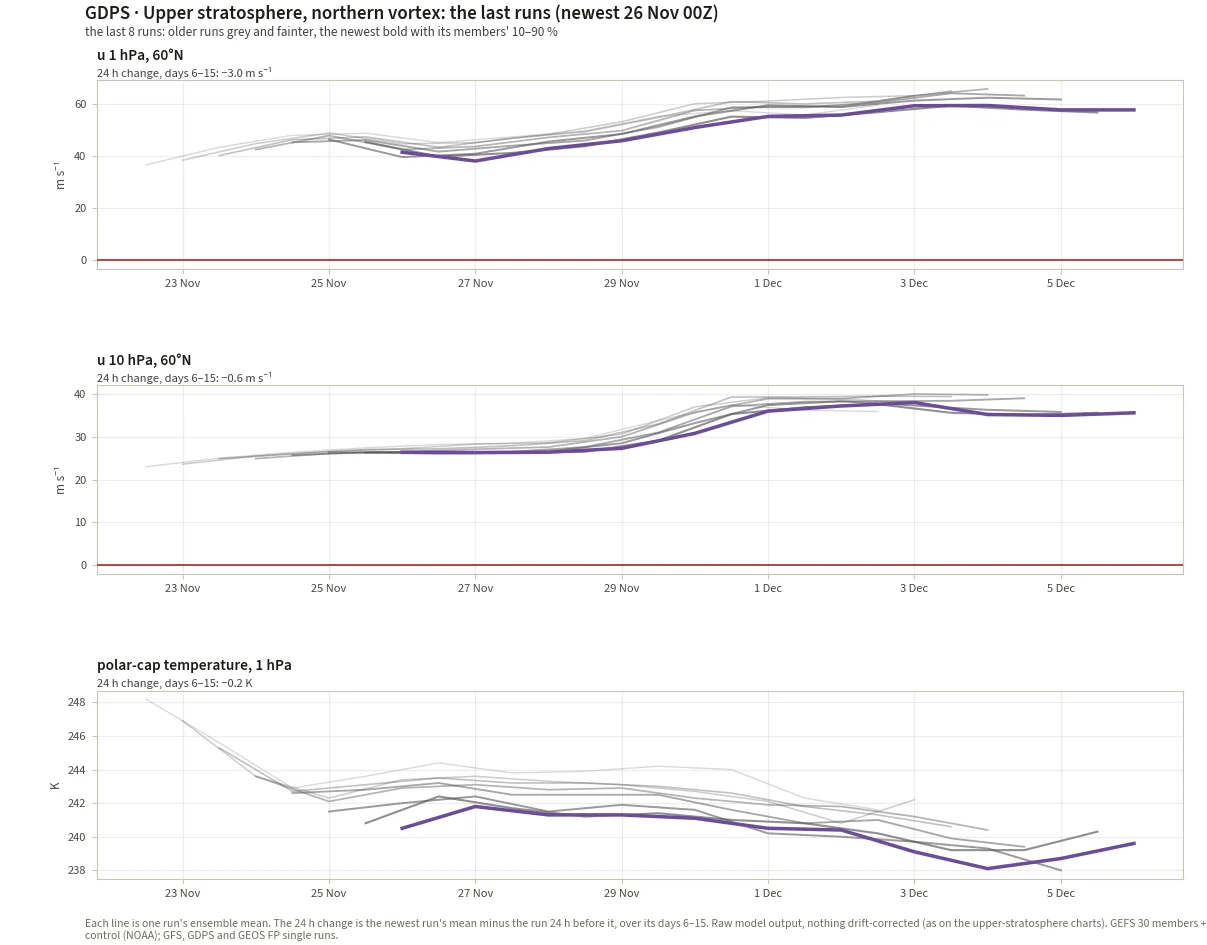 GDPS · Upper stratosphere, northern vortex: the last runs (newest 26 Nov 00Z)
the last 8 runs: older runs grey and fainter, the newest bold with its members' 10–90 %
u 1 hPa, 60°N
24 h change, days 6–15: −3.0 m s⁻¹
60
40
20
0
m s⁻¹
23 Nov 25 Nov 27 Nov 29 Nov 1 Dec 3 Dec 5 Dec
u 10 hPa, 60°N
24 h change, days 6–15: −0.6 m s⁻¹
40
30
20
10
0
m s⁻¹
23 Nov 25 Nov 27 Nov 29 Nov 1 Dec 3 Dec 5 Dec
polar-cap temperature, 1 hPa
24 h change, days 6–15: −0.2 K
248
246
244
242
240
238
K
23 Nov 25 Nov 27 Nov 29 Nov 1 Dec 3 Dec 5 Dec
Each line is one run's ensemble mean. The 24 h change is the newest run's mean minus the run 24 h before it, over its days 6–15. Raw model output, nothing drift-corrected (as on the upper-stratosphere charts). GEFS 30 members +
control (NOAA); GFS, GDPS and GEOS FP single runs.